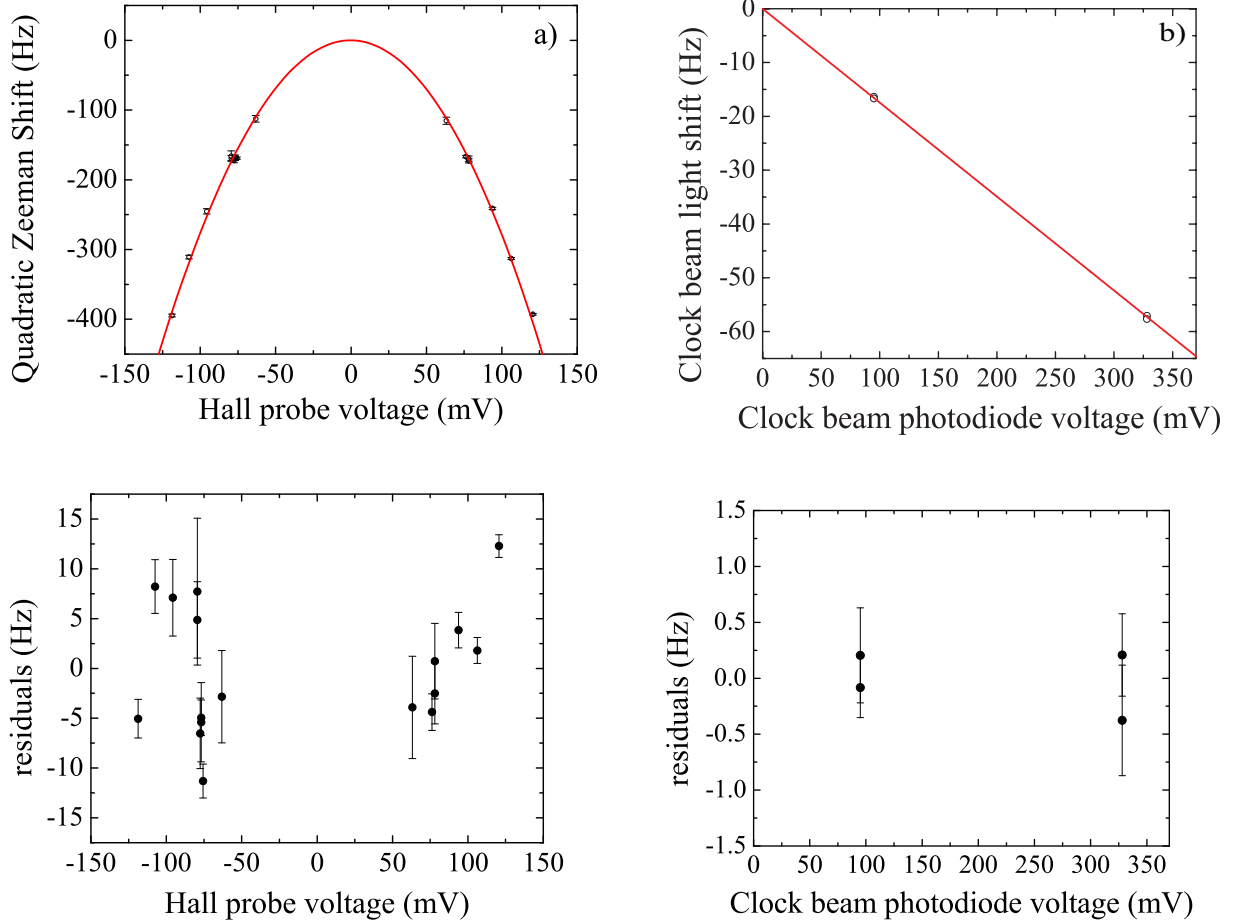 a)
Quadratic Zeeman Shift (Hz)
0
-100
-200
-300
-400
-150 -100 -50 0 50 100 150
Hall probe voltage (mV)
b)
Clock beam light shift (Hz)
0
-10
-20
-30
-40
-50
-60
0 50 100 150 200 250 300 350
Clock beam photodiode voltage (mV)
residuals (Hz)
15
10
5
0
-5
-10
-15
-150 -100 -50 0 50 100 150
Hall probe voltage (mV)
residuals (Hz)
1.5
1.0
0.5
0.0
-0.5
-1.0
-1.5
0 50 100 150 200 250 300 350
Clock beam photodiode voltage (mV)